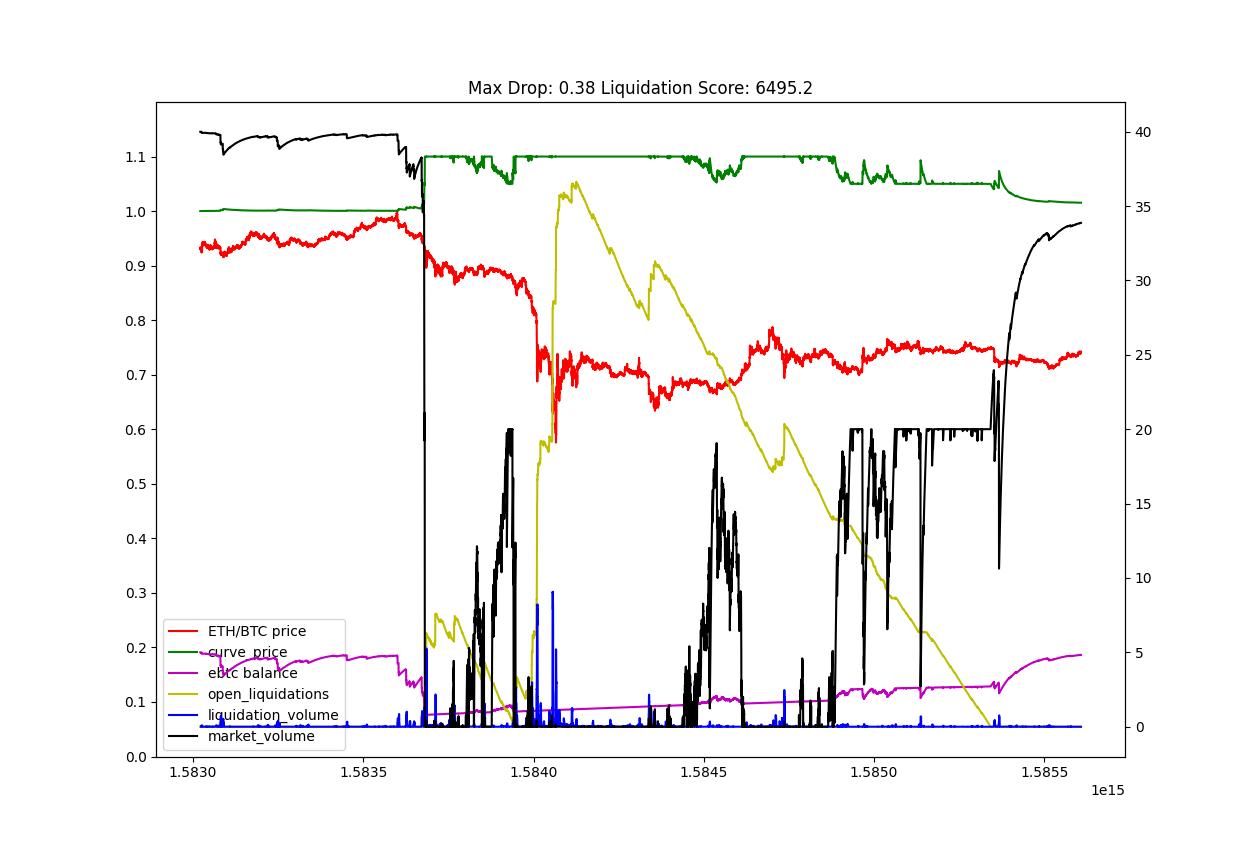 Max Drop: 0.38 Liquidation Score: 6495.2
1.1
1.0
0.9
0.8
0.7
0.6
0.5
0.4
0.3
0.2
0.1
0.0
40
35
30
25
20
15
10
5
0
ETH/BTC price
curve_price
ebtc balance
open_liquidations
liquidation_volume
market_volume
1.5830 1.5835 1.5840 1.5845 1.5850 1.5855
1e15